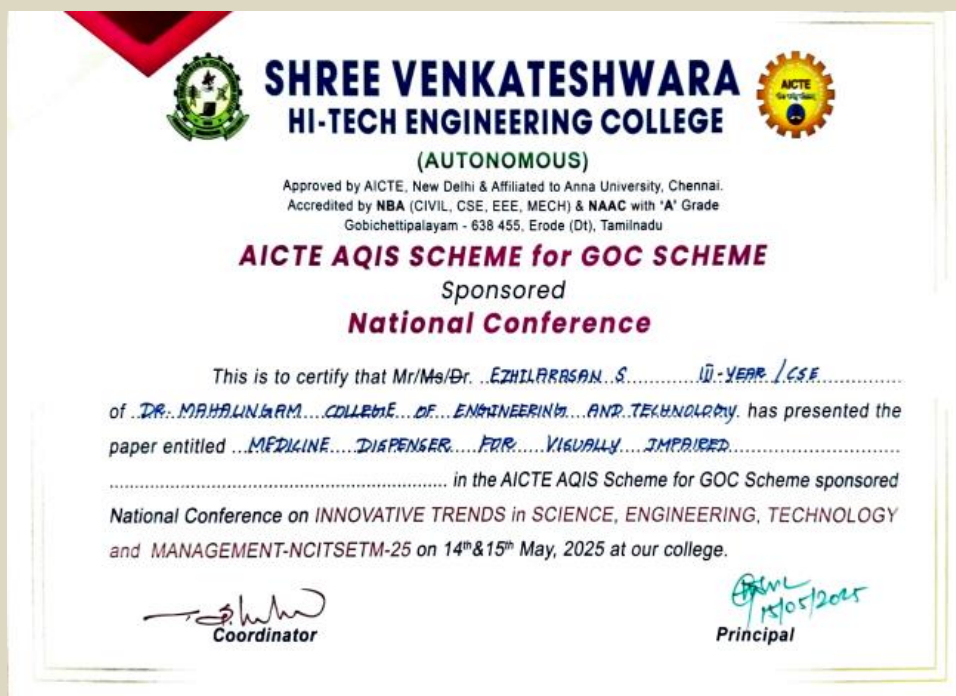 SHREE VENKATESHWARA
HI-TECH ENGINEERING COLLEGE
AICTE
(AUTONOMOUS)
Approved by AICTE, New Delhi & Affiliated to Anna University, Chennai.
Accredited by NBA (CIVIL, CSE, EEE, MECH) & NAAC with 'A' Grade
Gobichettipalayam - 638 455, Erode (Dt), Tamilnadu
AICTE AQIS SCHEME for GOC SCHEME
Sponsored
National Conference
This is to certify that Mr/Ms/Dr. EZHILARASAN S III-YEAR / CSE
of DR. MAHALINGAM COLLEGE OF ENGINEERING AND TECHNOLOGY. has presented the
paper entitled MEDICINE DISPENSER FOR VISUALLY IMPAIRED
in the AICTE AQIS Scheme for GOC Scheme sponsored
National Conference on INNOVATIVE TRENDS in SCIENCE, ENGINEERING, TECHNOLOGY
and MANAGEMENT-NCITSETM-25 on 14th&15th May, 2025 at our college.
15/05/2025
Coordinator
Principal